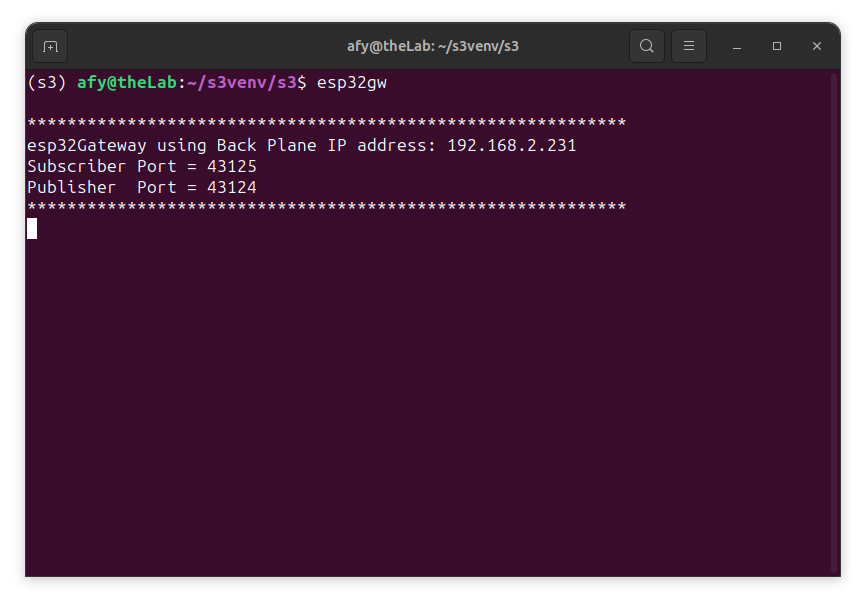 afy@theLab: ~/s3venv/s3
(s3) afy@theLab:~/s3venv/s3$ esp32gw
************************************************************
esp32Gateway using Back Plane IP address: 192.168.2.231
Subscriber Port = 43125
Publisher  Port = 43124
************************************************************